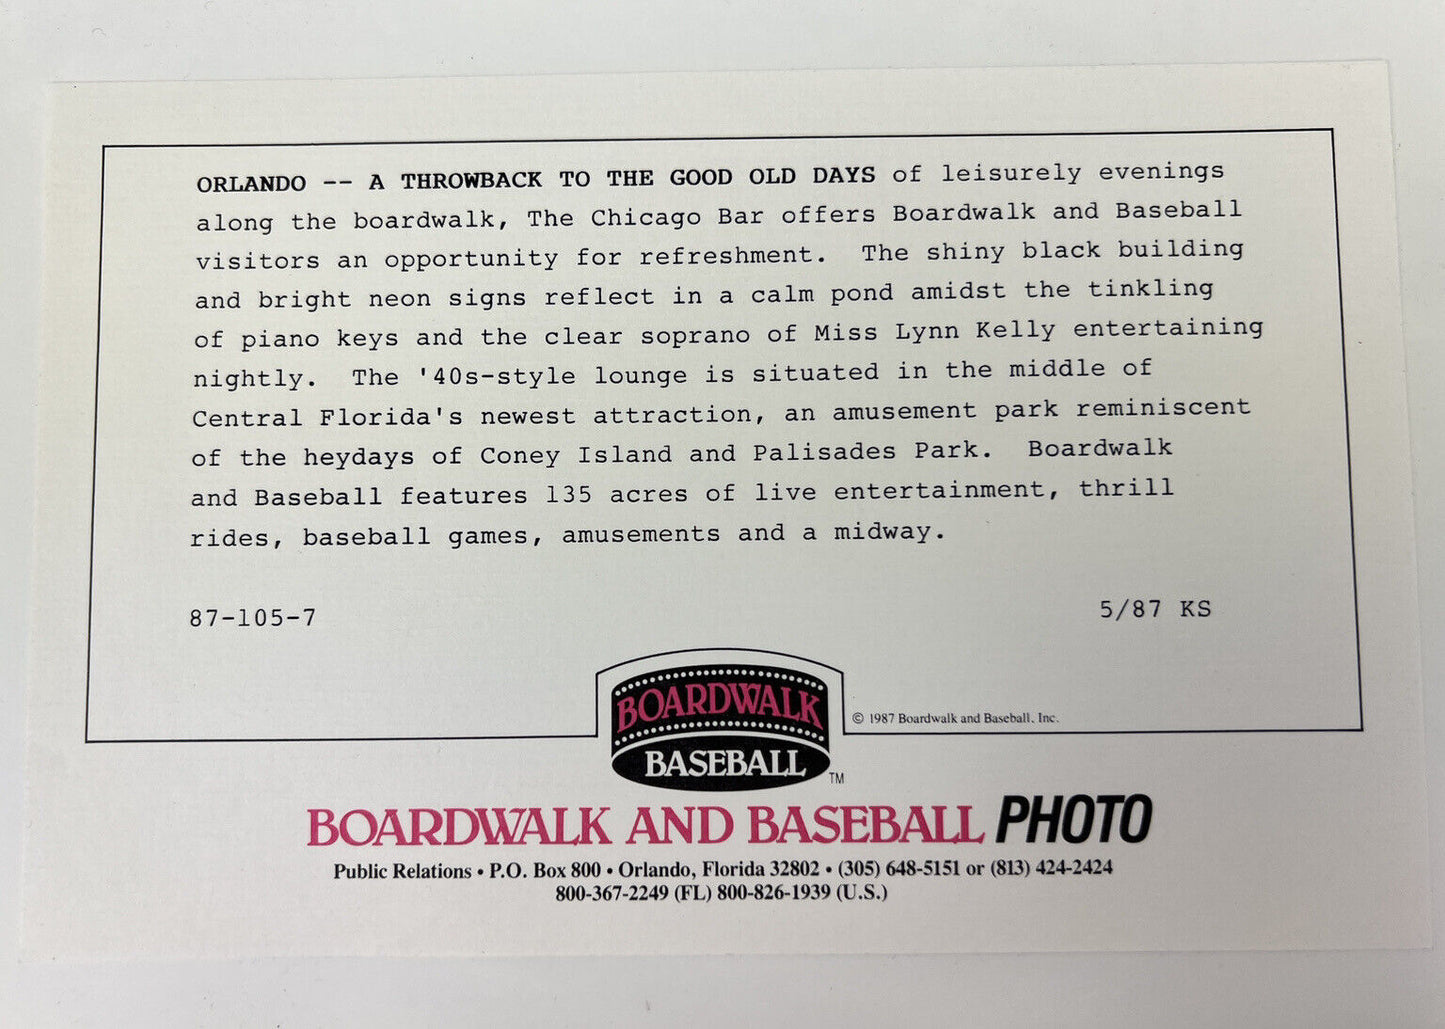 ORLANDO -- A THROWBACK TO THE GOOD OLD DAYS of leisurely evenings
along the boardwalk, The Chicago Bar offers Boardwalk and Baseball
visitors an opportunity for refreshment.  The shiny black building
and bright neon signs reflect in a calm pond amidst the tinkling
of piano keys and the clear soprano of Miss Lynn Kelly entertaining
nightly.  The '40s-style lounge is situated in the middle of
Central Florida's newest attraction, an amusement park reminiscent
of the heydays of Coney Island and Palisades Park.  Boardwalk
and Baseball features 135 acres of live entertainment, thrill
rides, baseball games, amusements and a midway.
87-105-7 5/87 KS
BOARDWALK
© 1987 Boardwalk and Baseball, Inc.
BASEBALL TM
BOARDWALK AND BASEBALL PHOTO
Public Relations • P.O. Box 800 • Orlando, Florida 32802 • (305) 648-5151 or (813) 424-2424
800-367-2249 (FL) 800-826-1939 (U.S.)